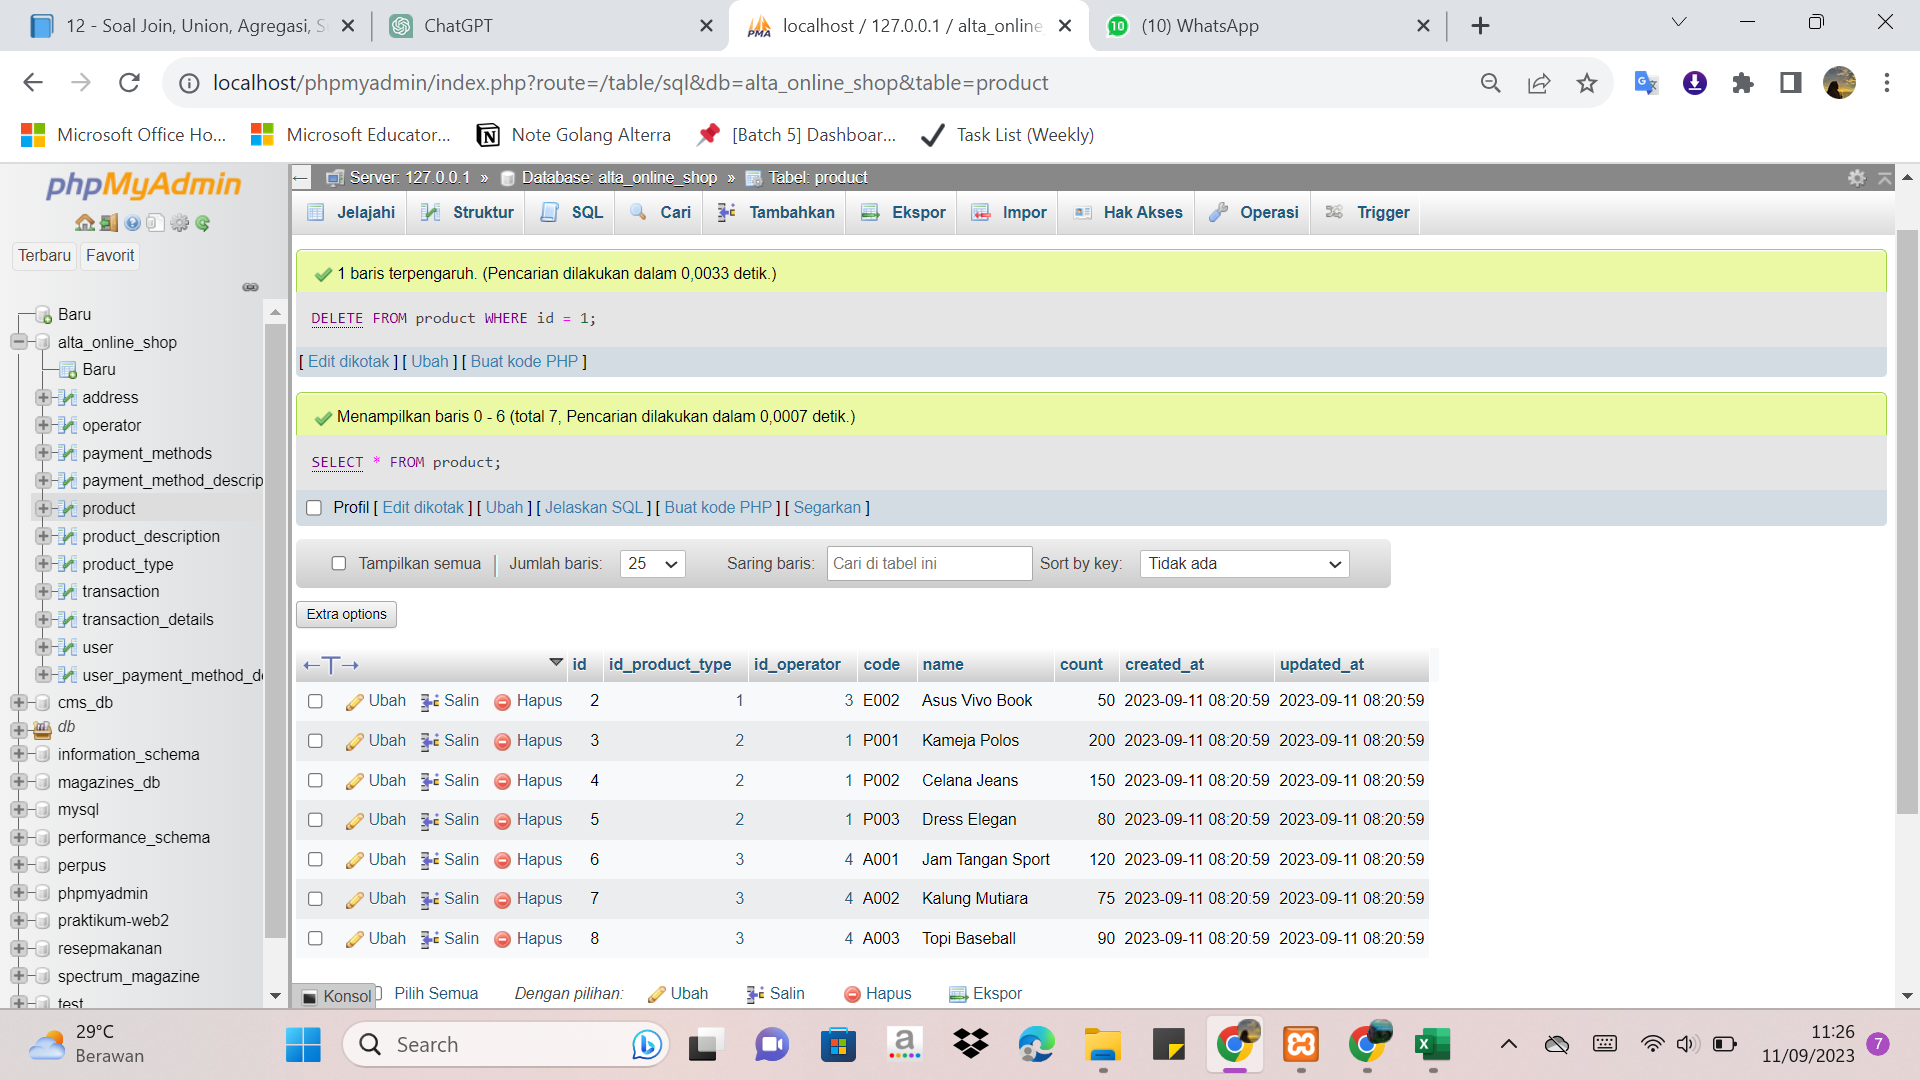 12 - Soal Join, Union, Agregasi, S
ChatGPT
localhost / 127.0.0.1 / alta_online
(10) WhatsApp
localhost/phpmyadmin/index.php?route=/table/sql&db=alta_online_shop&table=product
Microsoft Office Ho...
Microsoft Educator...
Note Golang Alterra
[Batch 5] Dashboar...
Task List (Weekly)
phpMyAdmin
Terbaru
Favorit
Baru
alta_online_shop
Baru
address
operator
payment_methods
payment_method_descrip
product
product_description
product_type
transaction
transaction_details
user
user_payment_method_d
cms_db
db
information_schema
magazines_db
mysql
performance_schema
perpus
phpmyadmin
praktikum-web2
resepmakanan
spectrum_magazine
test
Server: 127.0.0.1 » Database: alta_online_shop » Tabel: product
Jelajahi Struktur SQL Cari Tambahkan Ekspor Impor Hak Akses Operasi Trigger
1 baris terpengaruh. (Pencarian dilakukan dalam 0,0033 detik.)
DELETE FROM product WHERE id = 1;
[ Edit dikotak ] [ Ubah ] [ Buat kode PHP ]
Menampilkan baris 0 - 6 (total 7, Pencarian dilakukan dalam 0,0007 detik.)
SELECT * FROM product;
Profil [ Edit dikotak ] [ Ubah ] [ Jelaskan SQL ] [ Buat kode PHP ] [ Segarkan ]
Tampilkan semua Jumlah baris: 25 Saring baris: Cari di tabel ini Sort by key: Tidak ada
Extra options
id id_product_type id_operator code name count created_at updated_at
Ubah Salin Hapus 2 1 3 E002 Asus Vivo Book 50 2023-09-11 08:20:59 2023-09-11 08:20:59
Ubah Salin Hapus 3 2 1 P001 Kameja Polos 200 2023-09-11 08:20:59 2023-09-11 08:20:59
Ubah Salin Hapus 4 2 1 P002 Celana Jeans 150 2023-09-11 08:20:59 2023-09-11 08:20:59
Ubah Salin Hapus 5 2 1 P003 Dress Elegan 80 2023-09-11 08:20:59 2023-09-11 08:20:59
Ubah Salin Hapus 6 3 4 A001 Jam Tangan Sport 120 2023-09-11 08:20:59 2023-09-11 08:20:59
Ubah Salin Hapus 7 3 4 A002 Kalung Mutiara 75 2023-09-11 08:20:59 2023-09-11 08:20:59
Ubah Salin Hapus 8 3 4 A003 Topi Baseball 90 2023-09-11 08:20:59 2023-09-11 08:20:59
Konsol Pilih Semua Dengan pilihan: Ubah Salin Hapus Ekspor
29°C
Berawan
Search
11:26
11/09/2023
7